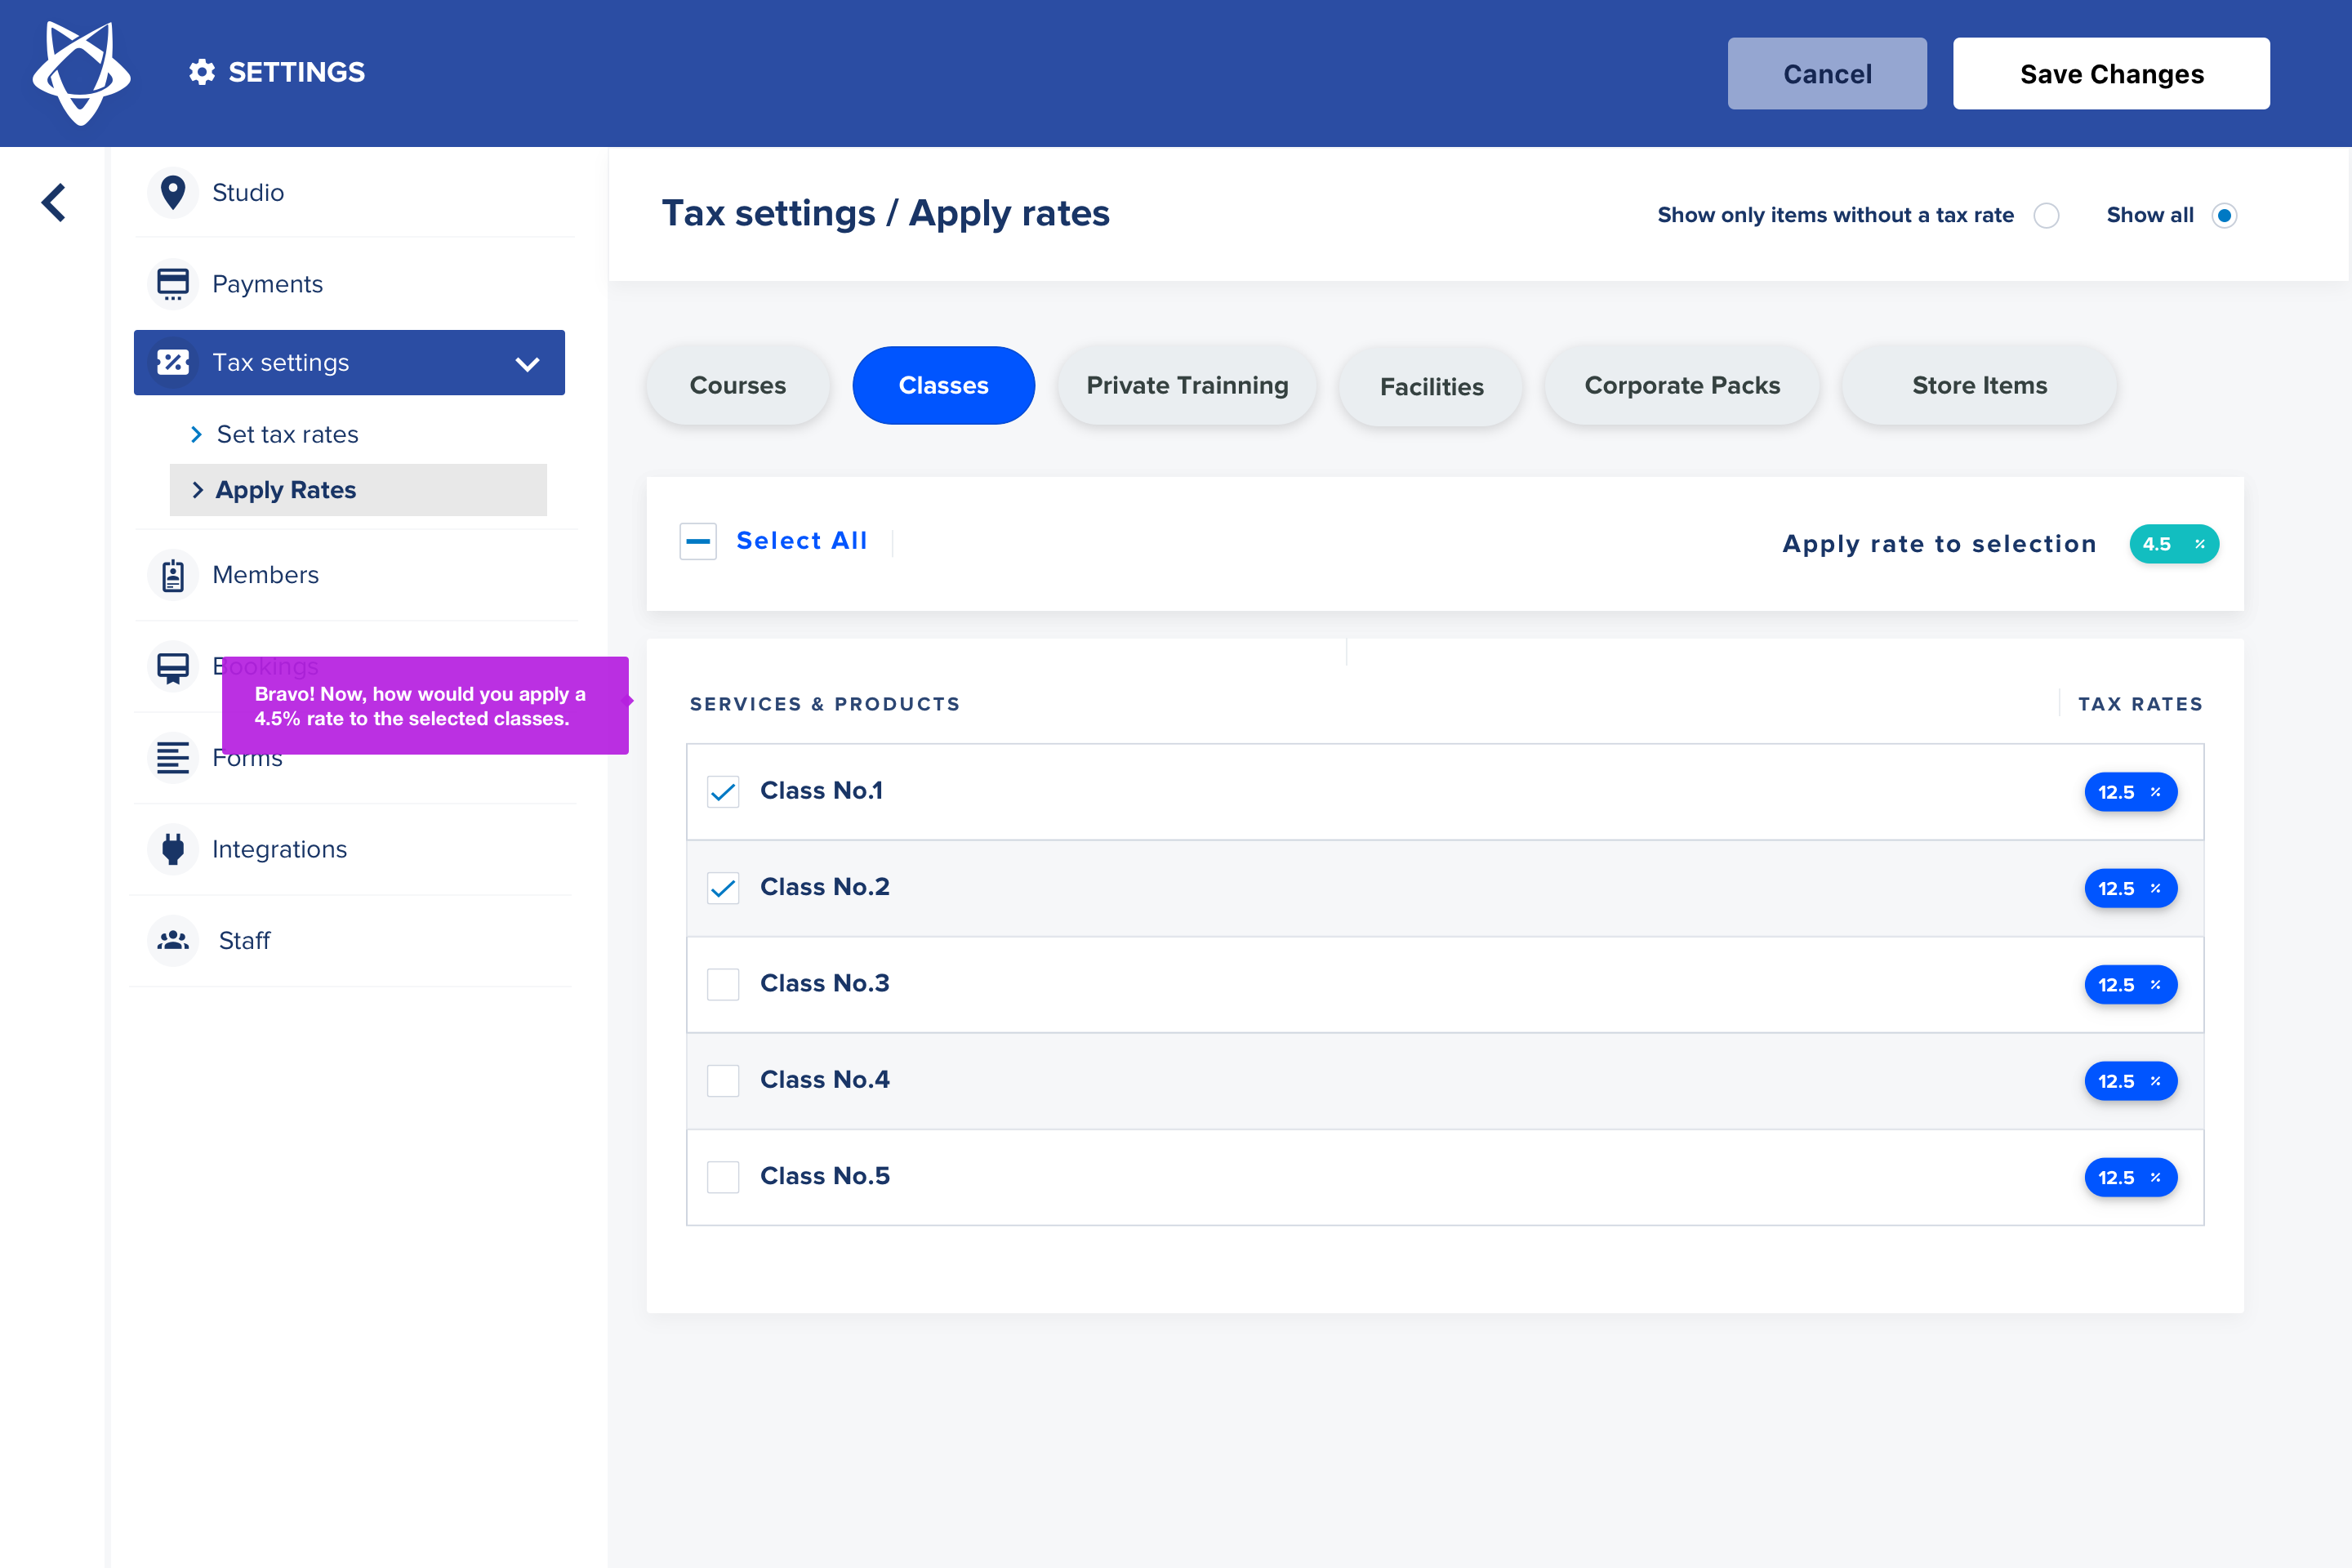 SETTINGS
Cancel
Save Changes
Studio
Payments
Tax settings
Set tax rates
Apply Rates
Members
Bookings
Bravo! Now, how would you apply a
4.5% rate to the selected classes.
Forms
Integrations
Staff
Tax settings / Apply rates
Show only items without a tax rate
Show all
Courses
Classes
Private Trainning
Facilities
Corporate Packs
Store Items
Select All
Apply rate to selection
4.5 %
SERVICES & PRODUCTS
TAX RATES
Class No.1
12.5 %
Class No.2
12.5 %
Class No.3
12.5 %
Class No.4
12.5 %
Class No.5
12.5 %